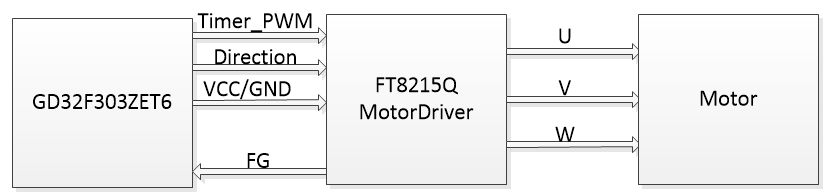 Timer_PWM
Direction
VCC/GND
FG
GD32F303ZET6
FT8215Q
MotorDriver
U
V
W
Motor